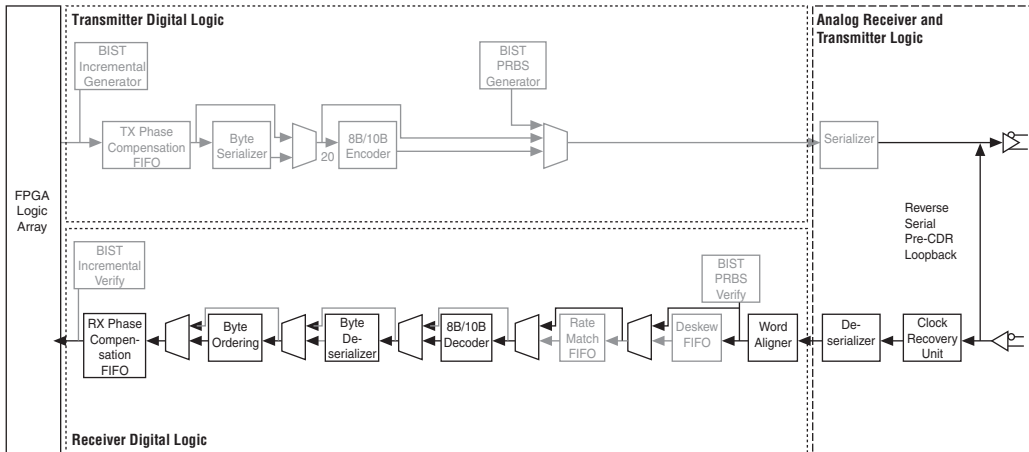 Transmitter Digital Logic
Analog Receiver and
Transmitter Logic
BIST
Incremental
Generator
BIST
PRBS
Generator
TX Phase
Compensation
FIFO
Byte
Serializer
20
8B/10B
Encoder
Serializer
FPGA
Logic
Array
Reverse
Serial
Pre-CDR
Loopback
BIST
Incremental
Verify
BIST
PRBS
Verify
RX Phase
Compen-
sation
FIFO
Byte
Ordering
Byte
De-
serializer
8B/10B
Decoder
Rate
Match
FIFO
Deskew
FIFO
Word
Aligner
De-
serializer
Clock
Recovery
Unit
Receiver Digital Logic